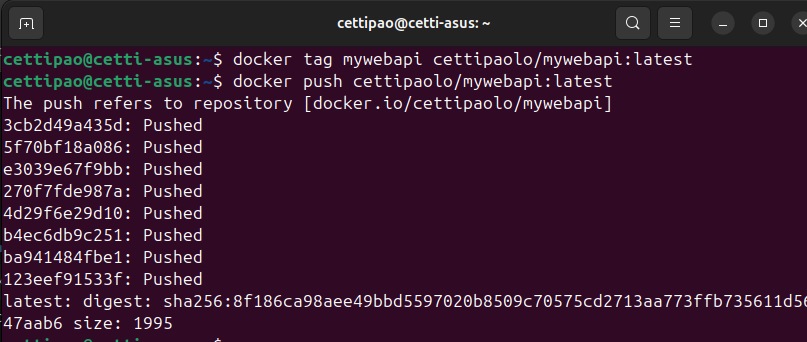 cettipao@cetti-asus: ~
cettipao@cetti-asus:~$ docker tag mywebapi cettipaolo/mywebapi:latest
cettipao@cetti-asus:~$ docker push cettipaolo/mywebapi:latest
The push refers to repository [docker.io/cettipaolo/mywebapi]
3cb2d49a435d: Pushed
5f70bf18a086: Pushed
e3039e67f9bb: Pushed
270f7fde987a: Pushed
4d29f6e29d10: Pushed
b4ec6db9c251: Pushed
ba941484fbe1: Pushed
123eef91533f: Pushed
latest: digest: sha256:8f186ca98aee49bbd5597020b8509c70575cd2713aa773ffb735611d56
47aab6 size: 1995